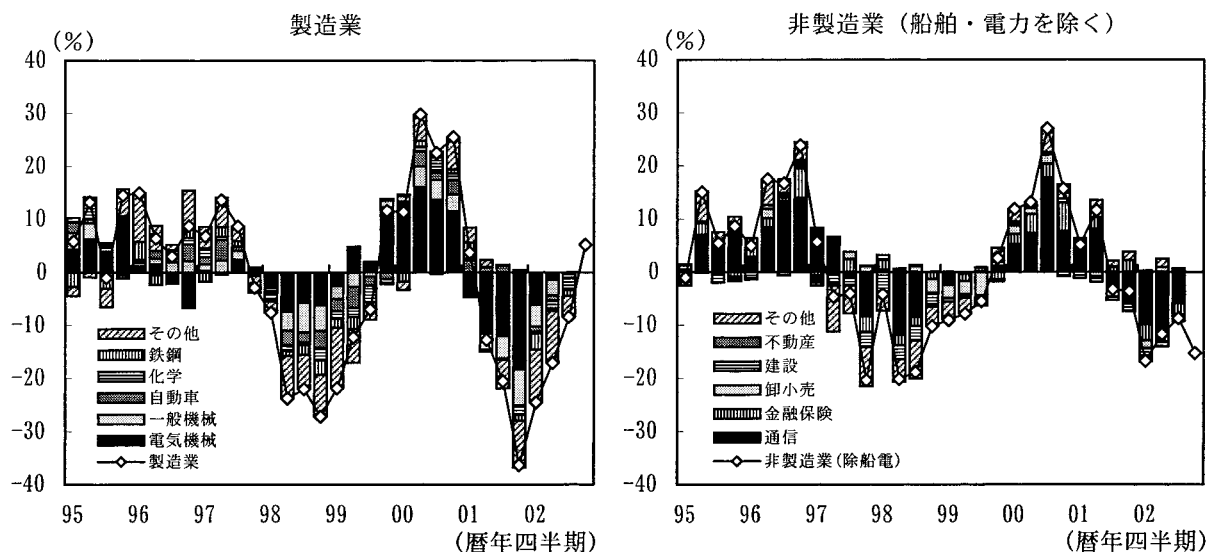 製造業
(%)
40
30
20
10
0
-10
-20
-30
-40
その他
鉄鋼
化学
自動車
一般機械
電気機械
製造業
95 96 97 98 99 00 01 02
(暦年四半期)
非製造業（船舶・電力を除く）
(%)
40
30
20
10
0
-10
-20
-30
-40
その他
不動産
建設
卸小売
金融保険
通信
非製造業(除船電)
95 96 97 98 99 00 01 02
(暦年四半期)